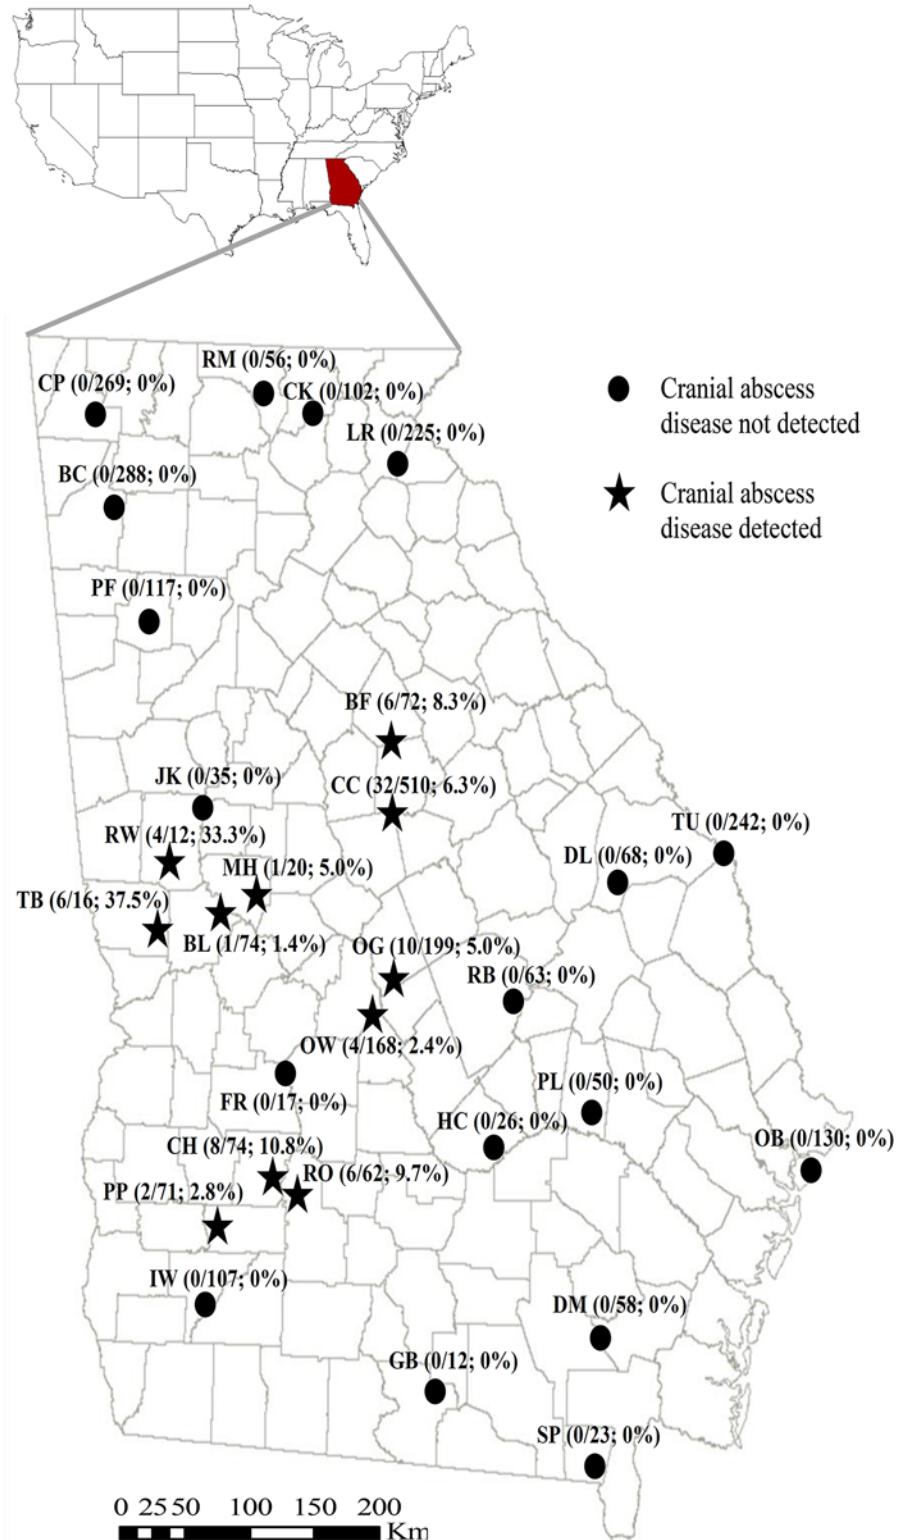 RM (0/56; 0%)
CP (0/269; 0%)
CK (0/102; 0%)
Cranial abscess
disease not detected
LR (0/225; 0%)
BC (0/288; 0%)
Cranial abscess
disease detected
PF (0/117; 0%)
BF (6/72; 8.3%)
JK (0/35; 0%)
CC (32/510; 6.3%)
TU (0/242; 0%)
RW (4/12; 33.3%)
DL (0/68; 0%)
MH (1/20; 5.0%)
TB (6/16; 37.5%)
BL (1/74; 1.4%)
OG (10/199; 5.0%)
RB (0/63; 0%)
OW (4/168; 2.4%)
PL (0/50; 0%)
FR (0/17; 0%)
HC (0/26; 0%)
OB (0/130; 0%)
CH (8/74; 10.8%)
RO (6/62; 9.7%)
PP (2/71; 2.8%)
IW (0/107; 0%)
DM (0/58; 0%)
GB (0/12; 0%)
SP (0/23; 0%)
0 25 50 100 150 200
Km